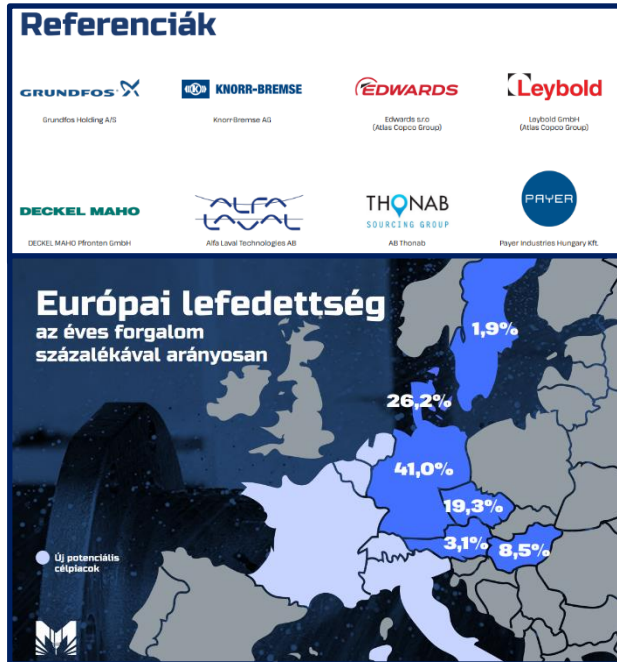 Referenciák
GRUNDFOS
KNORR-BREMSE
EDWARDS
Leybold
Grundfos Holding A/S
Knorr-Bremse AG
Edwards s.r.o
(Atlas Copco Group)
Leybold GmbH
(Atlas Copco Group)
DECKEL MAHO
ALFA
LAVAL
THONAB
SOURCING GROUP
PAYER
DECKEL MAHO Pfronten GmbH
Alfa Laval Technologies AB
AB Thonab
Payer Industries Hungary Kft.
Európai lefedettség
az éves forgalom
százalékával arányosan
1,9%
26,2%
41,0%
19,3%
3,1%
8,5%
Új potenciális
célpiacok